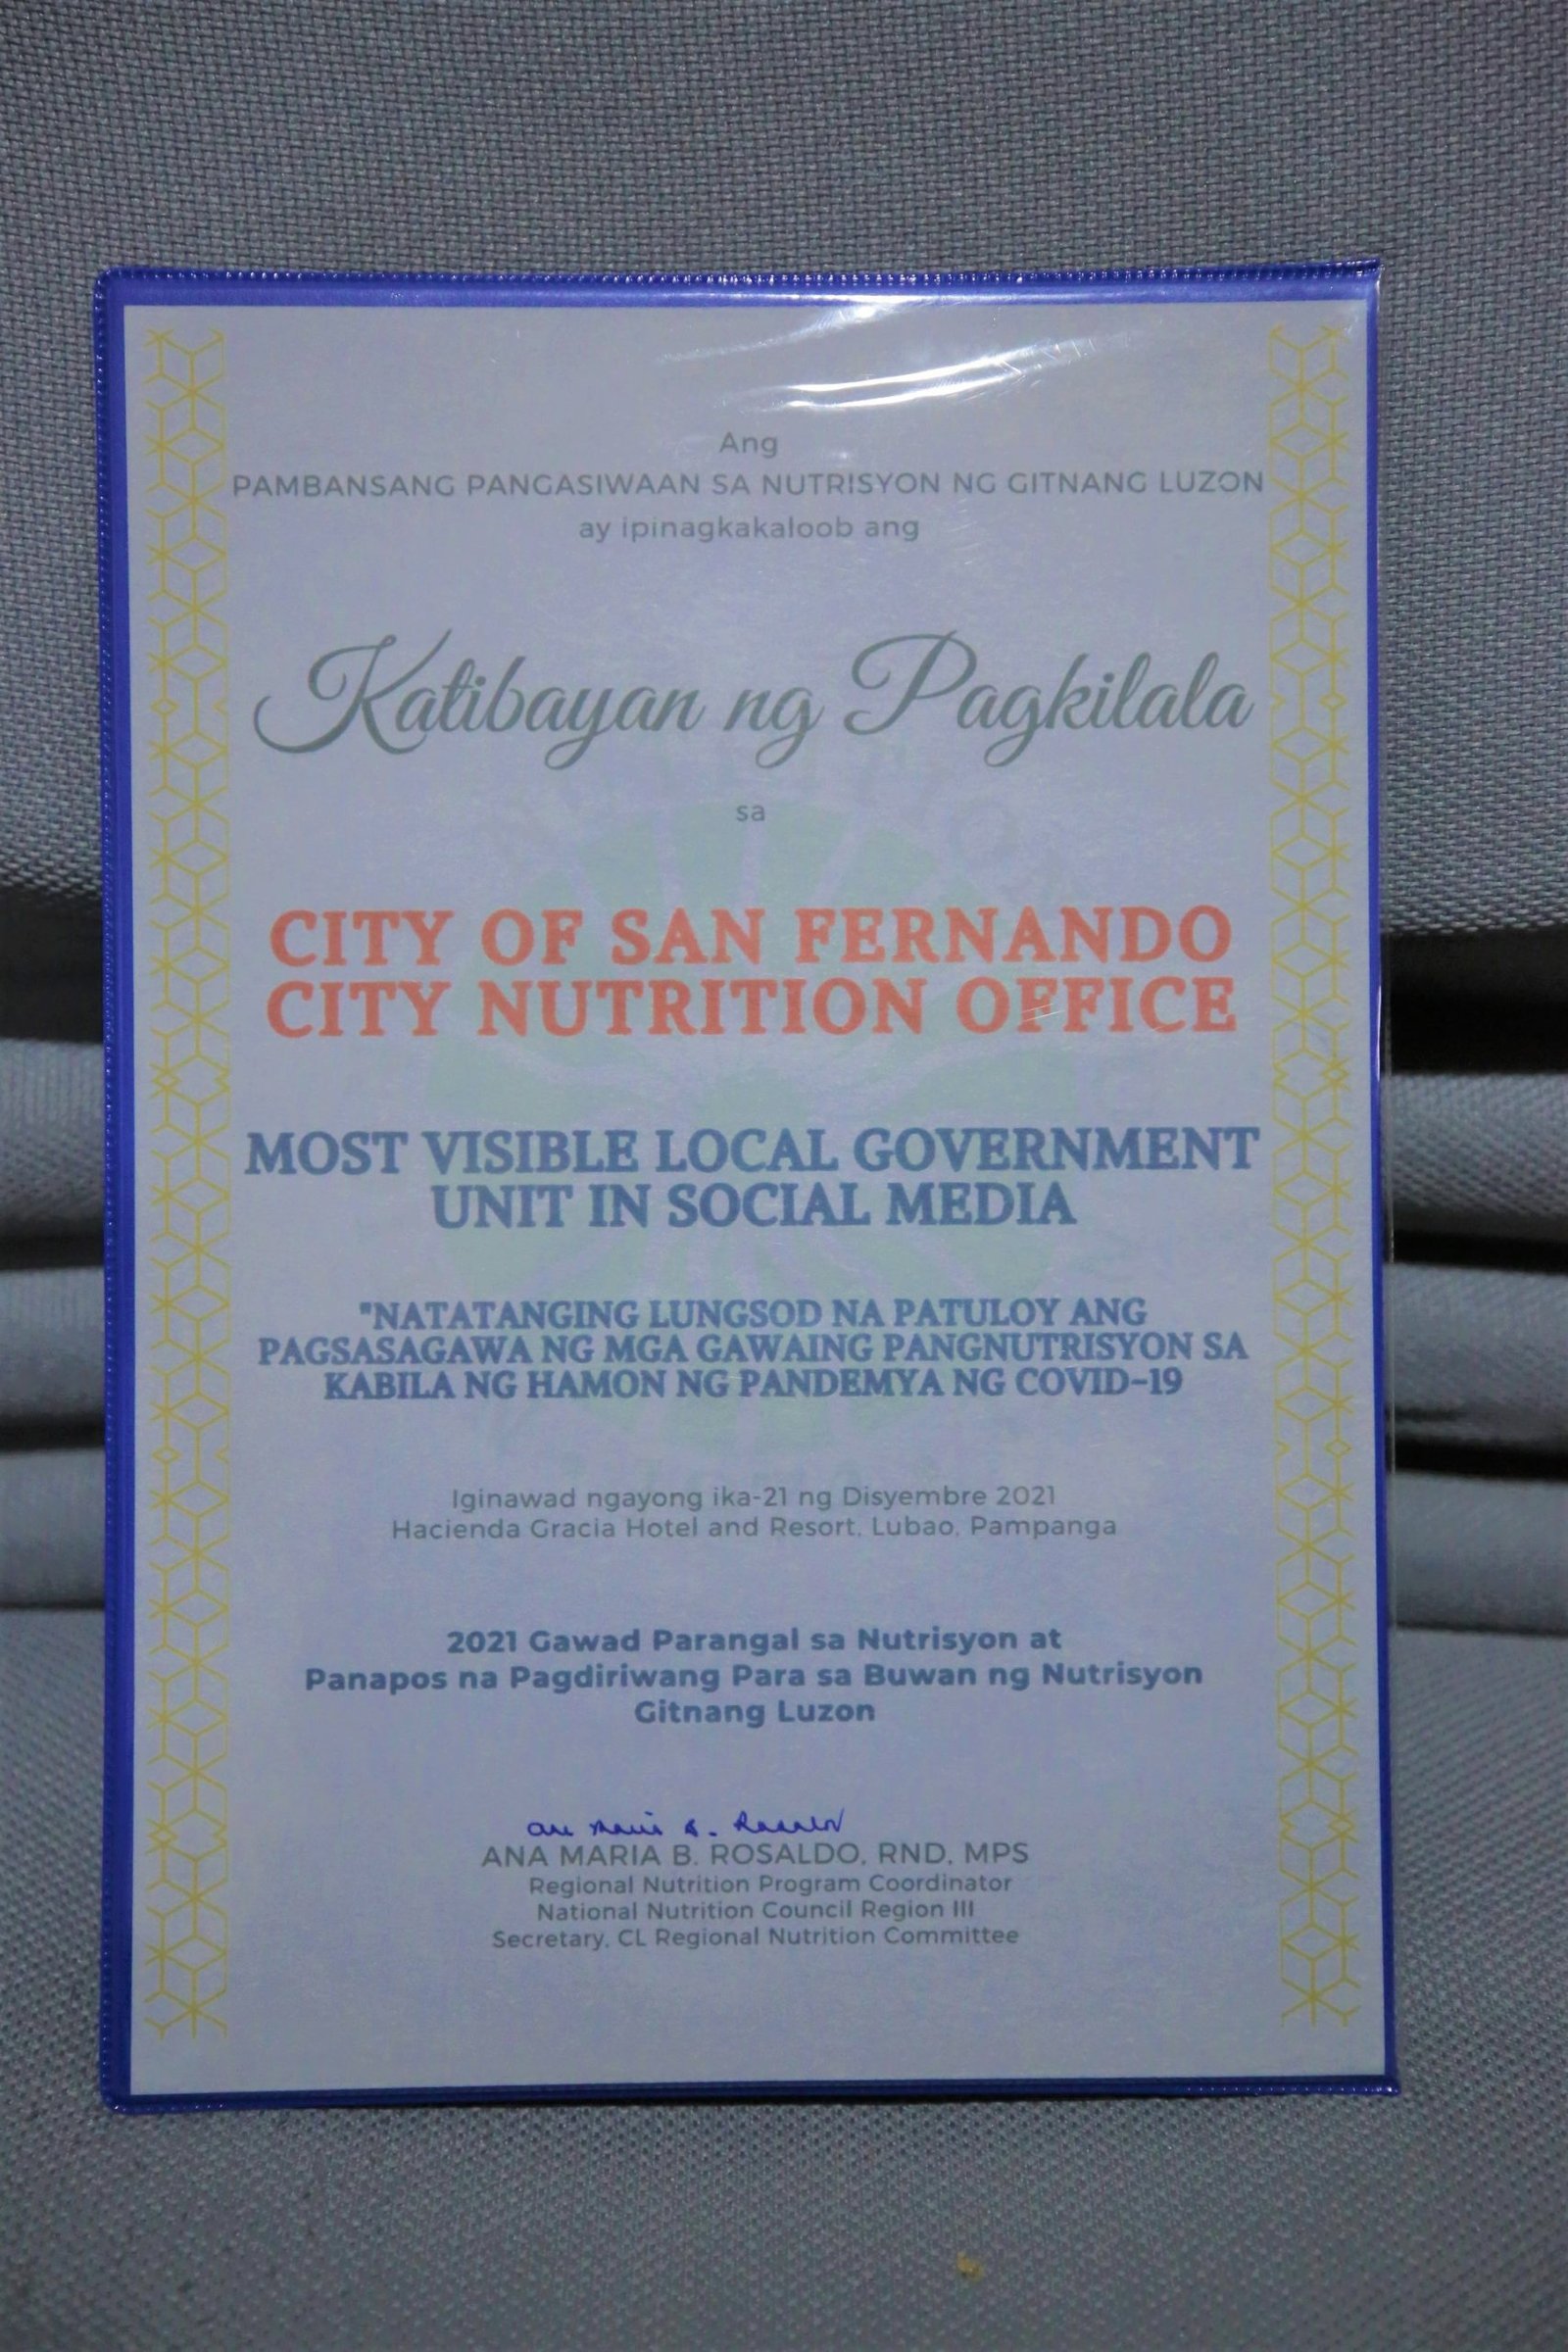 Ang
PAMBANSANG PANGASIWAAN SA NUTRISYON NG GITNANG LUZON
ay ipinagkakaloob ang
Katibayan ng Pagkilala
sa
CITY OF SAN FERNANDO
CITY NUTRITION OFFICE
MOST VISIBLE LOCAL GOVERNMENT
UNIT IN SOCIAL MEDIA
"NATATANGING LUNGSOD NA PATULOY ANG
PAGSASAGAWA NG MGA GAWAING PANGNUTRISYON SA
KABILA NG HAMON NG PANDEMYA NG COVID-19
Iginawad ngayong ika-21 ng Disyembre 2021
Hacienda Gracia Hotel and Resort, Lubao, Pampanga
2021 Gawad Parangal sa Nutrisyon at
Panapos na Pagdiriwang Para sa Buwan ng Nutrisyon
Gitnang Luzon
ANA MARIA B. ROSALDO, RND, MPS
Regional Nutrition Program Coordinator
National Nutrition Council Region III
Secretary, CL Regional Nutrition Committee